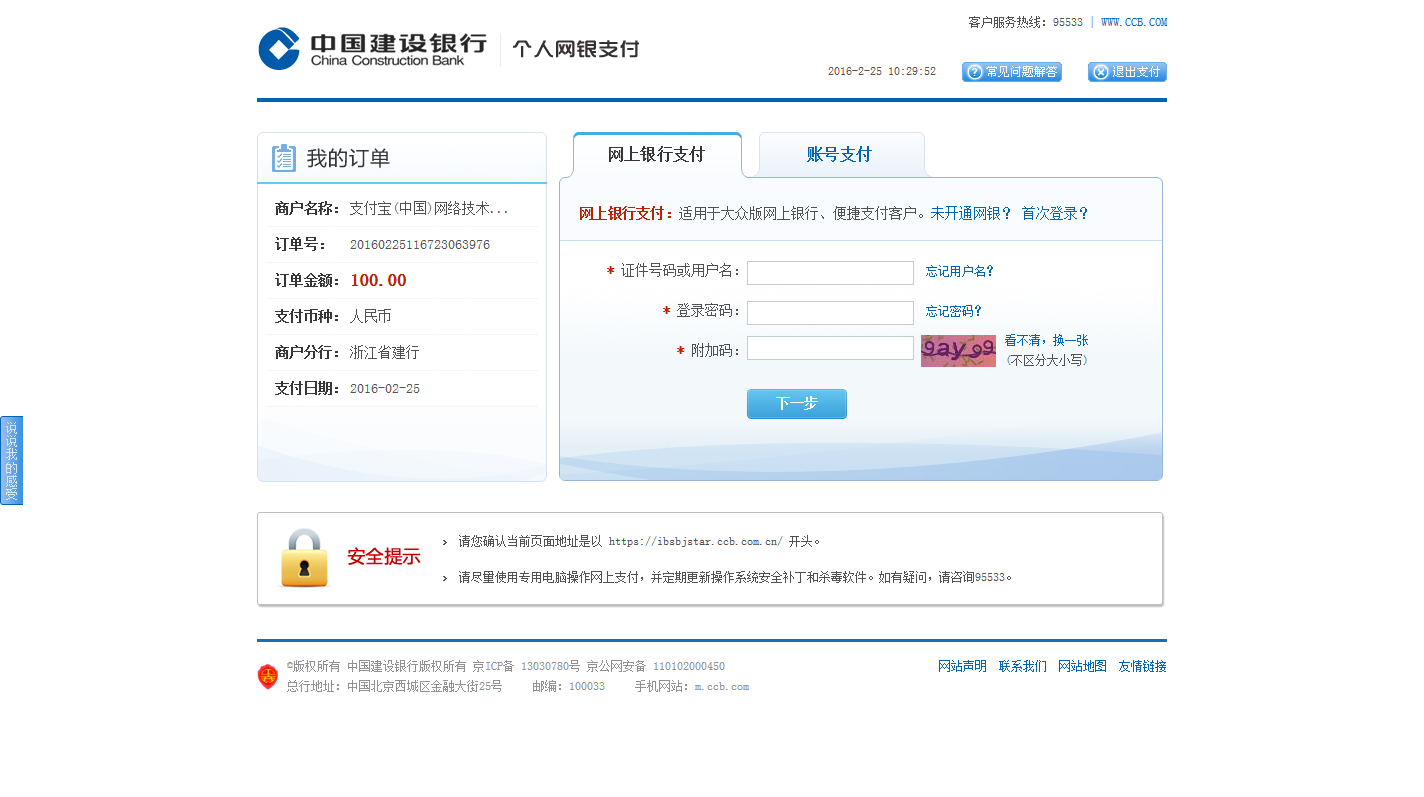 客户服务热线：95533 | WWW.CCB.COM
中国建设银行
China Construction Bank
个人网银支付
2016-2-25 10:29:52
常见问题解答
退出支付
我的订单
商户名称： 支付宝(中国)网络技术...
订单号： 20160225116723063976
订单金额： 100.00
支付币种： 人民币
商户分行： 浙江省建行
支付日期： 2016-02-25
网上银行支付
账号支付
网上银行支付：适用于大众版网上银行、便捷支付客户。未开通网银？ 首次登录？
* 证件号码或用户名： 忘记用户名?
* 登录密码： 忘记密码?
* 附加码： 9ay99 看不清，换一张
(不区分大小写)
下一步
说说我的感受
安全提示
› 请您确认当前页面地址是以 https://ibsbjstar.ccb.com.cn/ 开头。
› 请尽量使用专用电脑操作网上支付，并定期更新操作系统安全补丁和杀毒软件。如有疑问，请咨询95533。
©版权所有 中国建设银行版权所有 京ICP备 13030780号 京公网安备 110102000450
总行地址：中国北京西城区金融大街25号 邮编：100033 手机网站：m.ccb.com
网站声明 联系我们 网站地图 友情链接